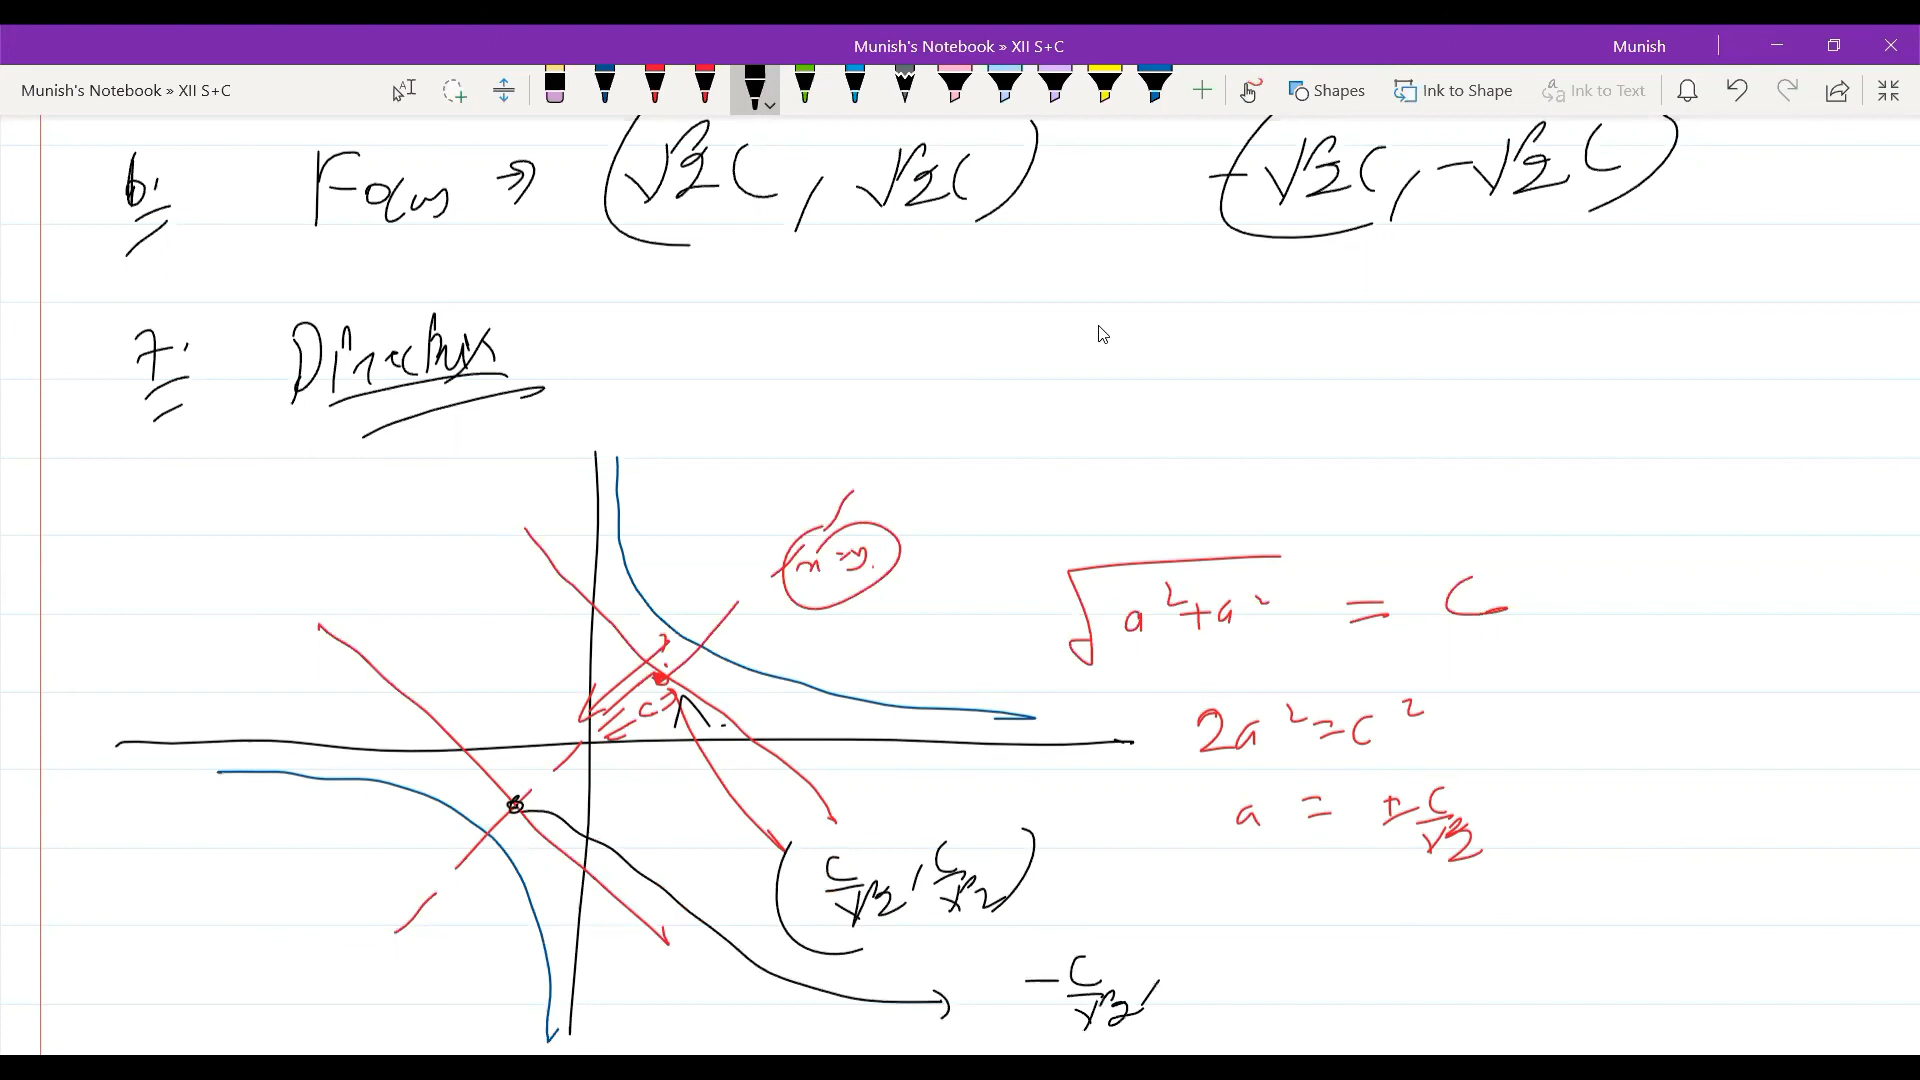 Munish's Notebook » XII S+C
Munish
Munish's Notebook » XII S+C
Shapes
Ink to Shape
Ink to Text
6. Focus → (√2C, √2C) (-√2C, -√2C)
7. Directrix
x=y.
√a²+a² = C
C
2a²=c²
a = ±C/√2
(C/√2, C/√2)
-C/√2,